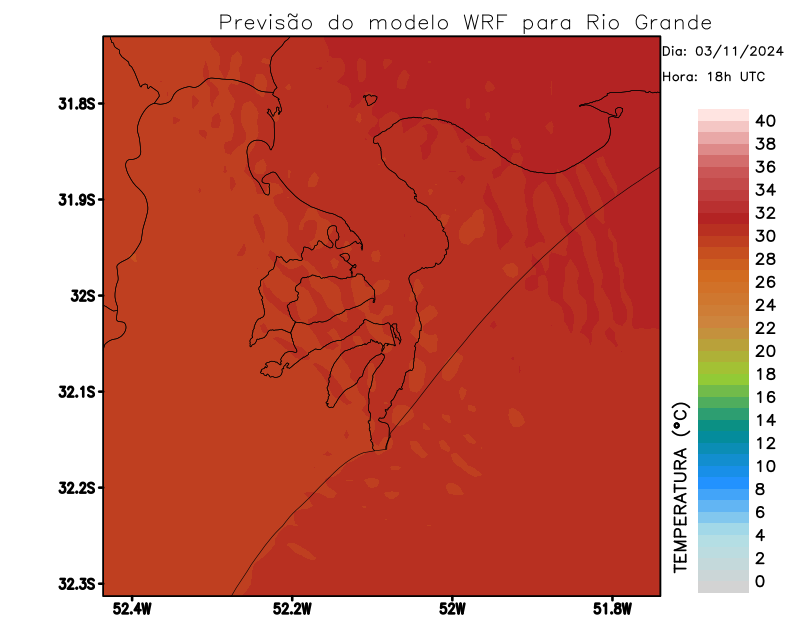 Previsão do modelo WRF para Rio Grande
Dia: 03/11/2024
Hora: 18h UTC
31.8S
31.9S
32S
32.1S
32.2S
32.3S
52.4W
52.2W
52W
51.8W
TEMPERATURA (°C)
40
38
36
34
32
30
28
26
24
22
20
18
16
14
12
10
8
6
4
2
0